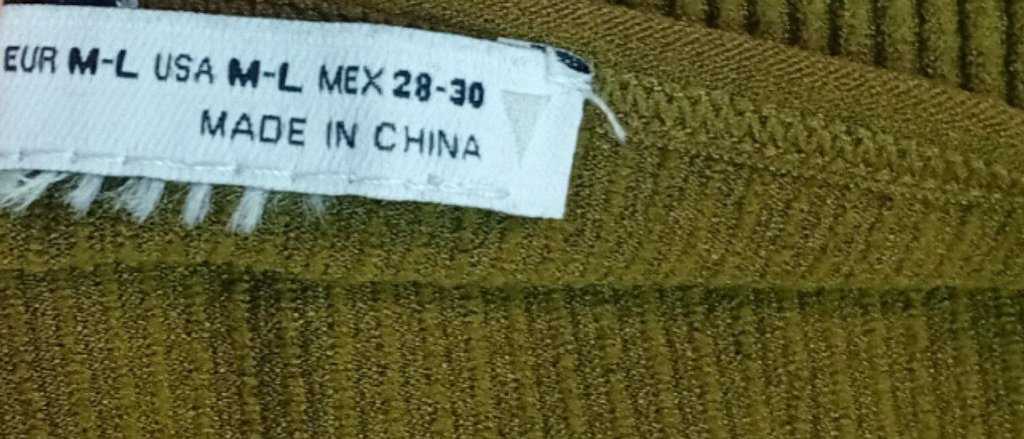 EUR M-L USA M-L MEX 28-30
MADE IN CHINA